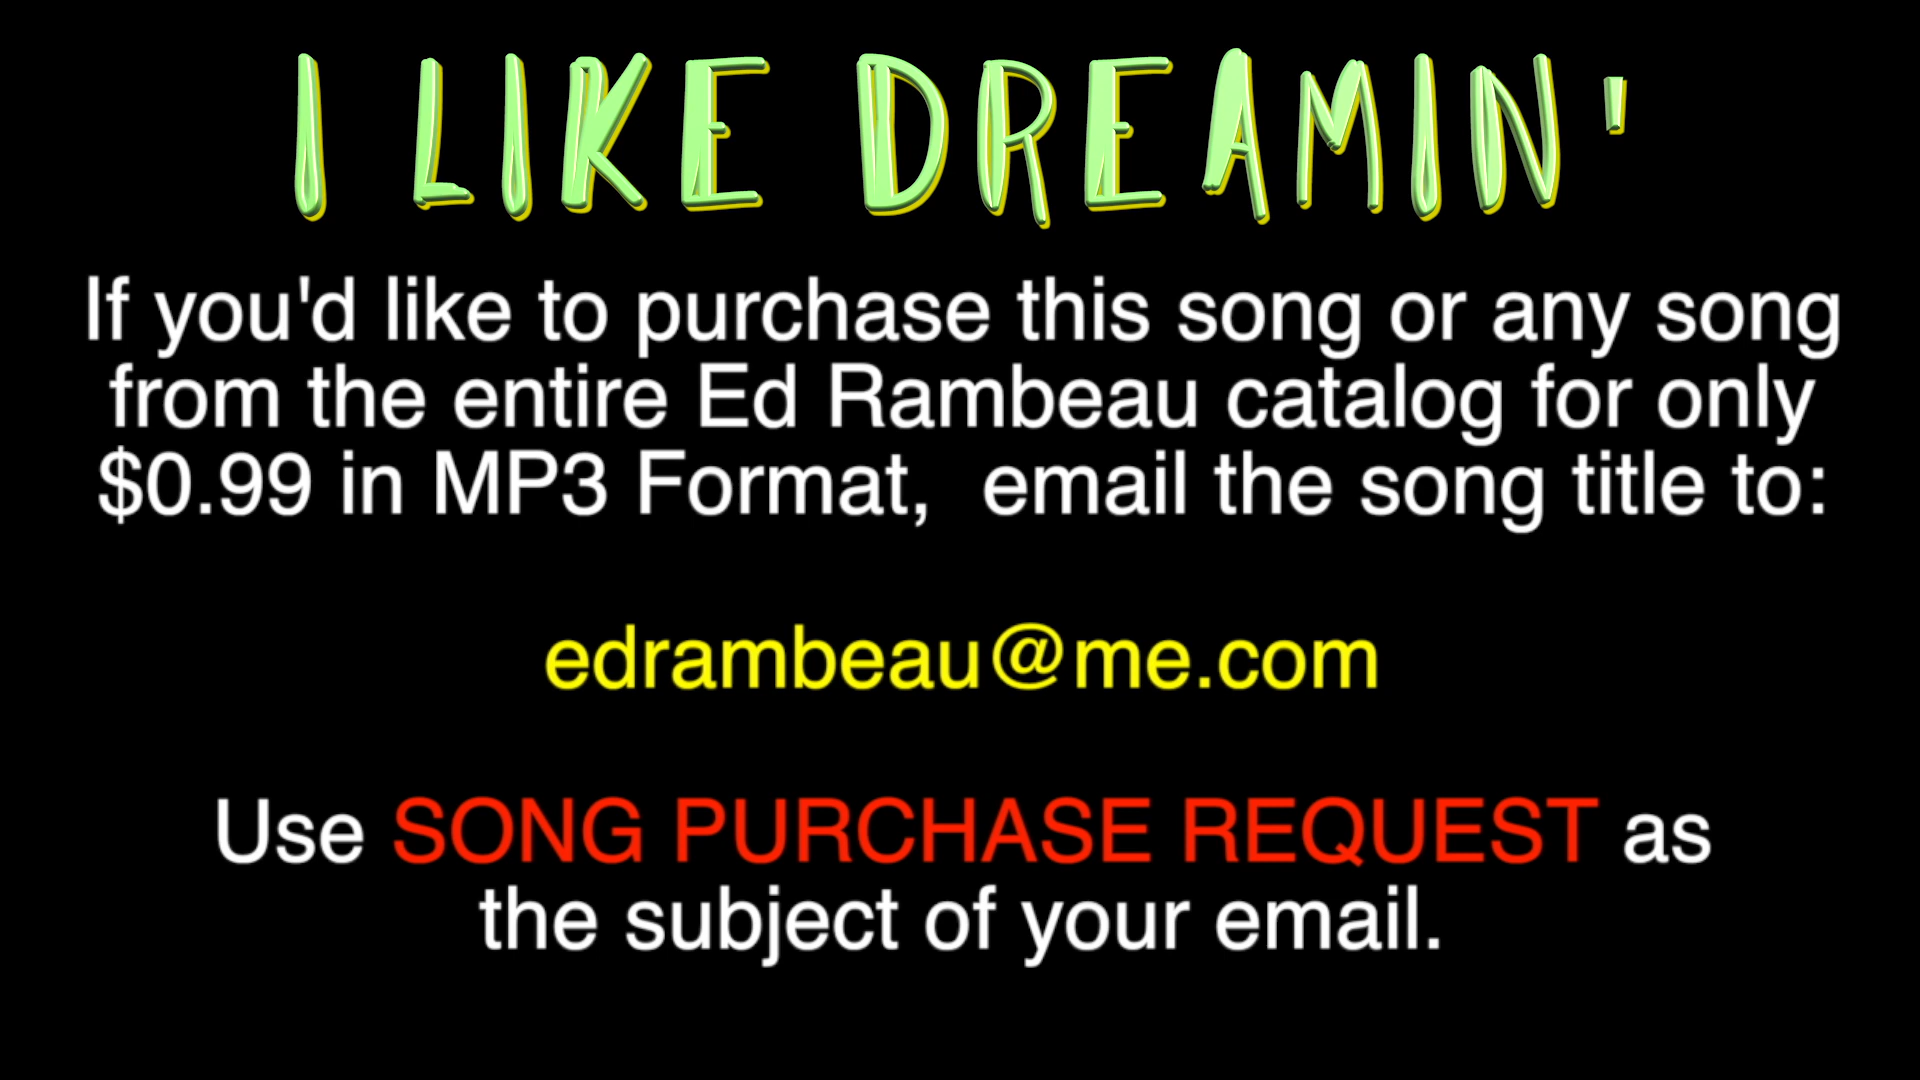 I LIKE DREAMIN'
If you'd like to purchase this song or any song
from the entire Ed Rambeau catalog for only
$0.99 in MP3 Format,  email the song title to:
edrambeau@me.com
Use SONG PURCHASE REQUEST as
the subject of your email.